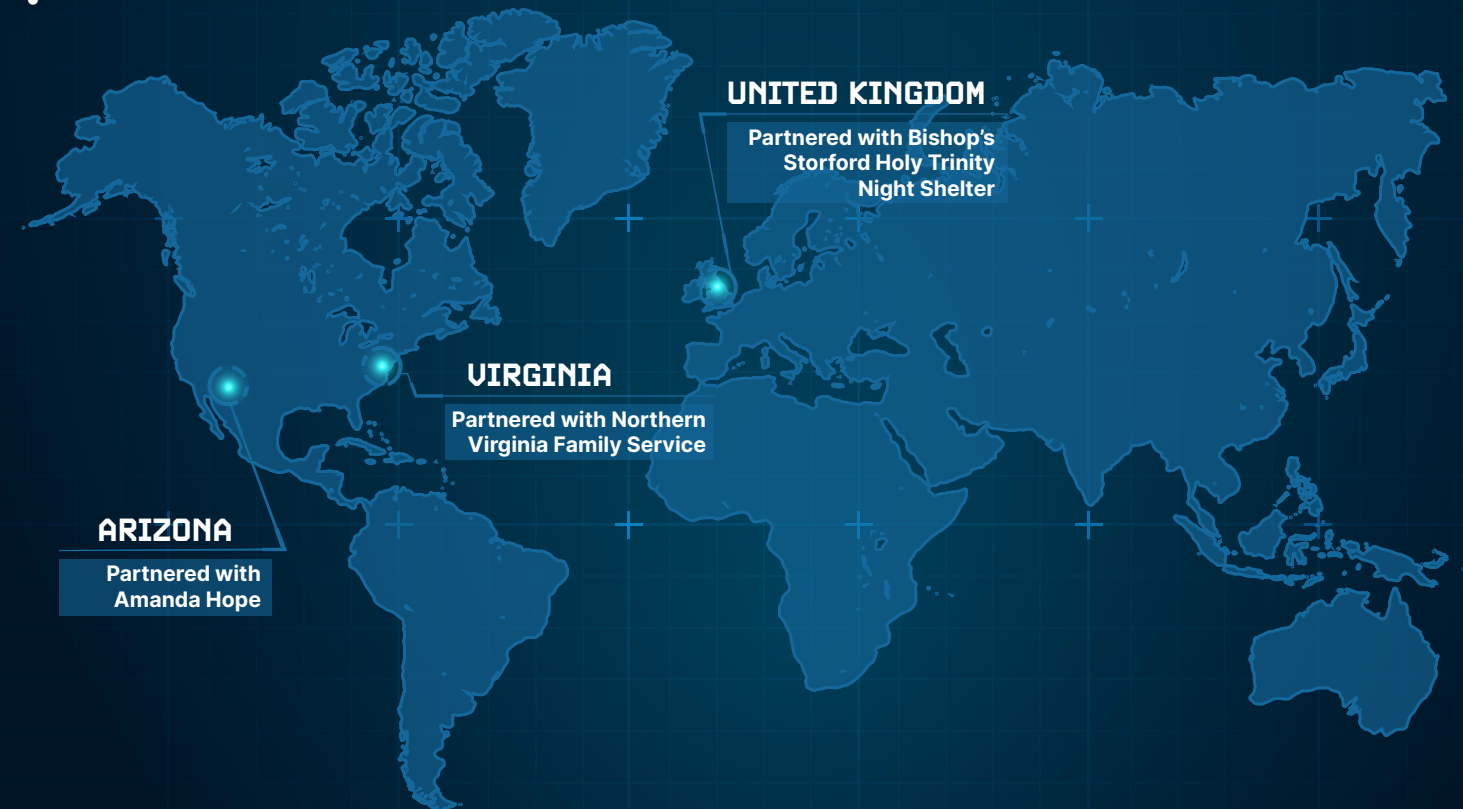 UNITED KINGDOM
Partnered with Bishop’s
Storford Holy Trinity
Night Shelter
VIRGINIA
Partnered with Northern
Virginia Family Service
ARIZONA
Partnered with
Amanda Hope